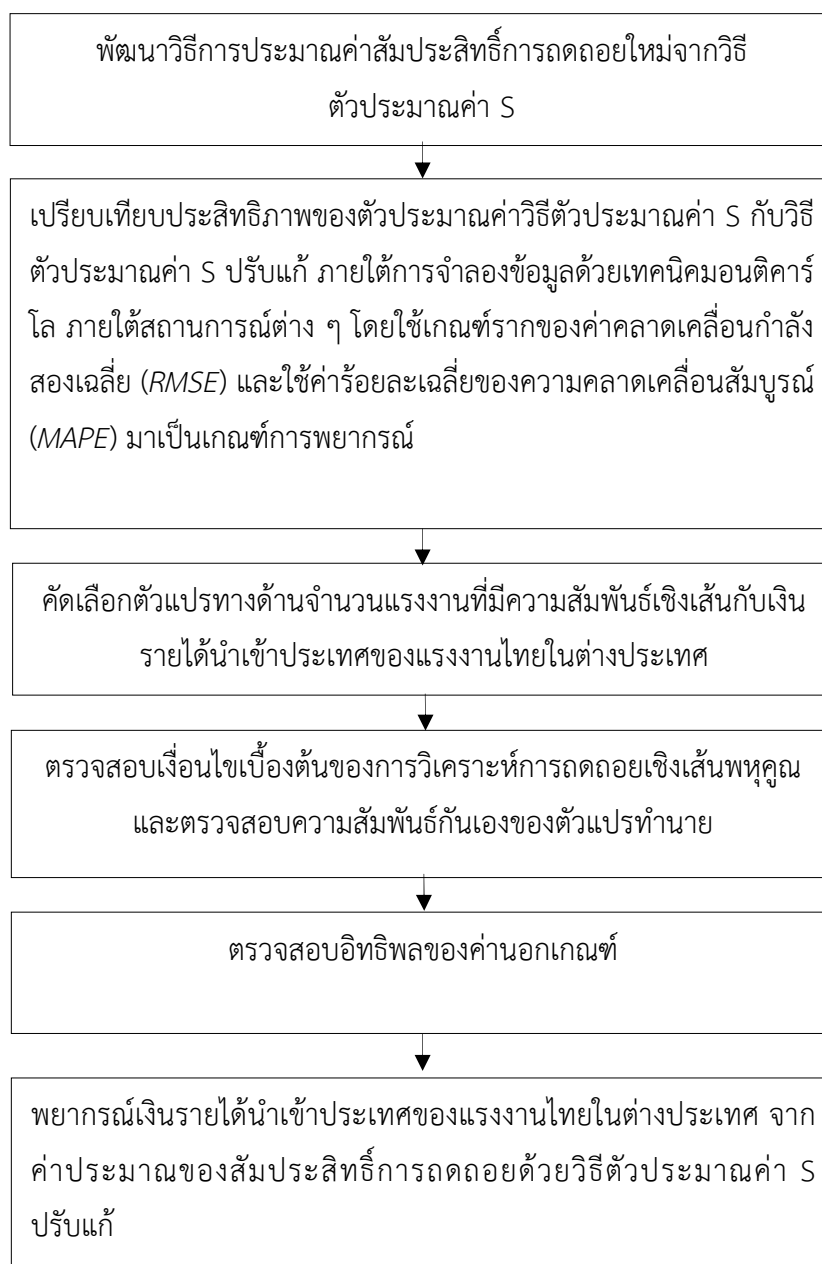 พัฒนาวิธีการประมาณค่าสัมประสิทธิ์การถดถอยใหม่จากวิธี
ตัวประมาณค่า S
เปรียบเทียบประสิทธิภาพของตัวประมาณค่าวิธีตัวประมาณค่า S กับวิธี
ตัวประมาณค่า S ปรับแก้ ภายใต้การจำลองข้อมูลด้วยเทคนิคมอนติคาร์
โล ภายใต้สถานการณ์ต่าง ๆ โดยใช้เกณฑ์รากของค่าคลาดเคลื่อนกำลัง
สองเฉลี่ย (RMSE) และใช้ค่าร้อยละเฉลี่ยของความคลาดเคลื่อนสัมบูรณ์
(MAPE) มาเป็นเกณฑ์การพยากรณ์
คัดเลือกตัวแปรทางด้านจำนวนแรงงานที่มีความสัมพันธ์เชิงเส้นกับเงิน
รายได้นำเข้าประเทศของแรงงานไทยในต่างประเทศ
ตรวจสอบเงื่อนไขเบื้องต้นของการวิเคราะห์การถดถอยเชิงเส้นพหุคูณ
และตรวจสอบความสัมพันธ์กันเองของตัวแปรทำนาย
ตรวจสอบอิทธิพลของค่านอกเกณฑ์
พยากรณ์เงินรายได้นำเข้าประเทศของแรงงานไทยในต่างประเทศ จาก
ค่าประมาณของสัมประสิทธิ์การถดถอยด้วยวิธีตัวประมาณค่า S
ปรับแก้